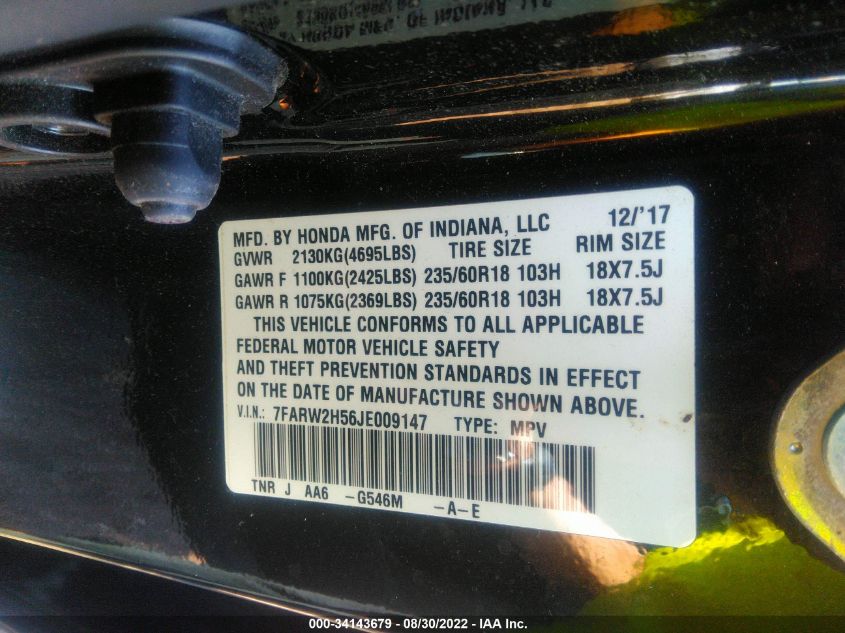 MFD. BY HONDA MFG. OF INDIANA, LLC 12/'17
GVWR 2130KG(4695LBS) TIRE SIZE RIM SIZE
GAWR F 1100KG(2425LBS) 235/60R18 103H 18X7.5J
GAWR R 1075KG(2369LBS) 235/60R18 103H 18X7.5J
THIS VEHICLE CONFORMS TO ALL APPLICABLE
FEDERAL MOTOR VEHICLE SAFETY
AND THEFT PREVENTION STANDARDS IN EFFECT
ON THE DATE OF MANUFACTURE SHOWN ABOVE.
V.I.N.: 7FARW2H56JE009147 TYPE: MPV
TNR J AA6 -G546M -A-E
000-34143679 - 08/30/2022 - IAA Inc.